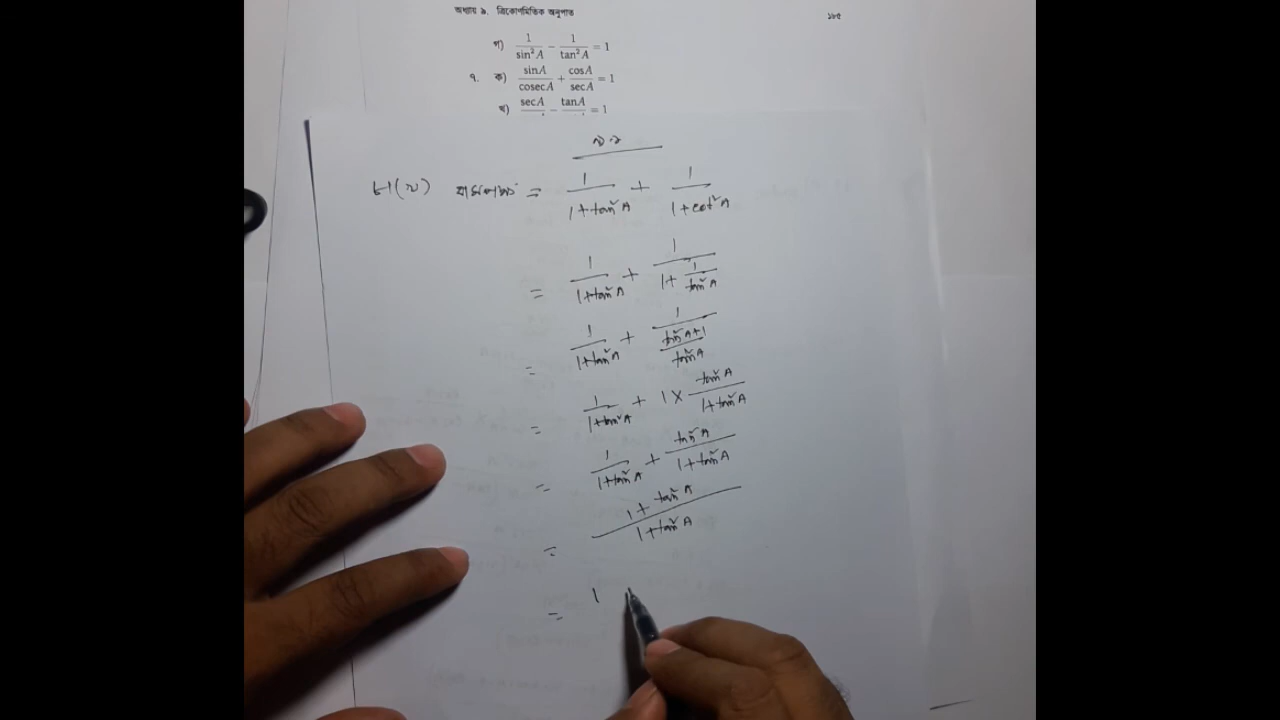 অধ্যায় ৯. ত্রিকোণমিতিক অনুপাত ১৮৫
গ) 1/sin²A − 1/tan²A = 1
৭. ক) sinA/cosecA + cosA/secA = 1
খ) secA − tanA = 1
৯.১
৮।(ক) বামপক্ষ = 1/(1+tan²A) + 1/(1+cot²A)
= 1/(1+tan²A) + 1/(1+1/tan²A)
= 1/(1+tan²A) + 1/((tan²A+1)/tan²A)
= 1/(1+tan²A) + 1 × tan²A/(1+tan²A)
= 1/(1+tan²A) + tan²A/(1+tan²A)
= (1+tan²A)/(1+tan²A)
= 1